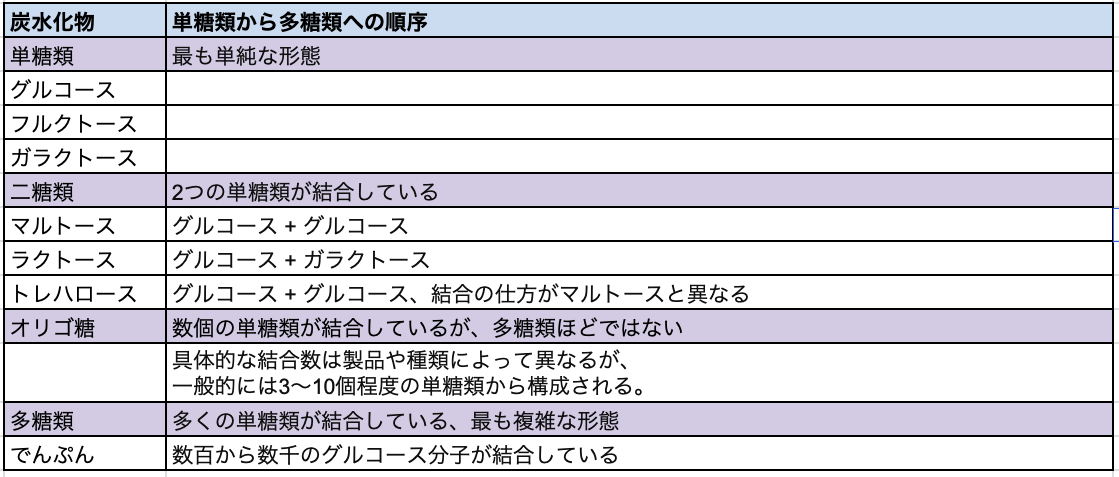 炭水化物 単糖類から多糖類への順序
単糖類 最も単純な形態
グルコース
フルクトース
ガラクトース
二糖類 2つの単糖類が結合している
マルトース グルコース + グルコース
ラクトース グルコース + ガラクトース
トレハロース グルコース + グルコース、結合の仕方がマルトースと異なる
オリゴ糖 数個の単糖類が結合しているが、多糖類ほどではない
具体的な結合数は製品や種類によって異なるが、
一般的には3〜10個程度の単糖類から構成される。
多糖類 多くの単糖類が結合している、最も複雑な形態
でんぷん 数百から数千のグルコース分子が結合している